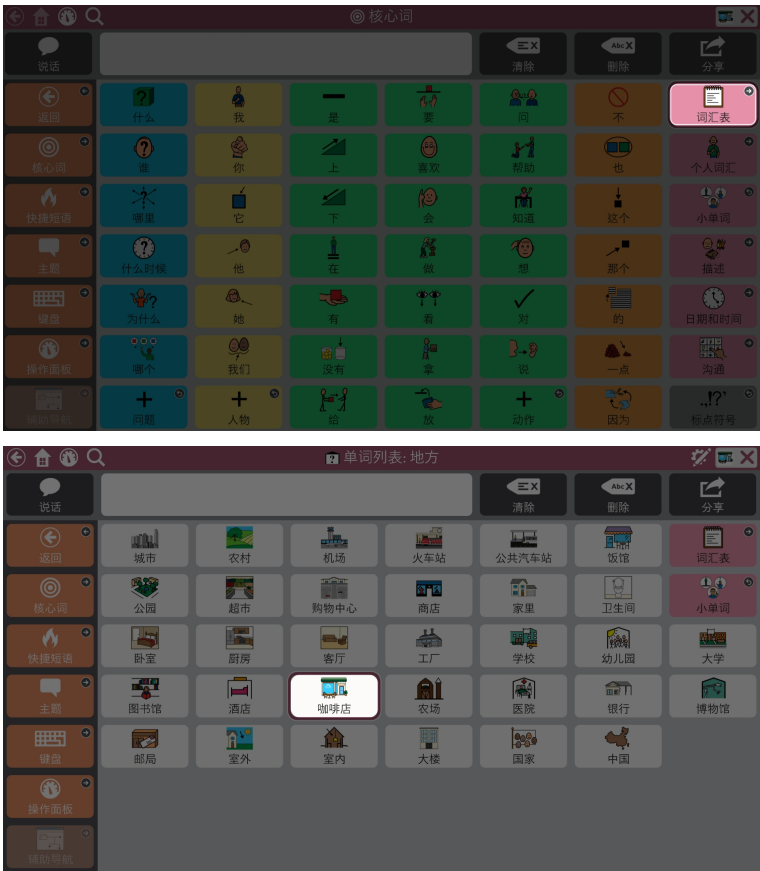 核心词
说话
清除
Abc X
删除
分享
返回 什么 我 是 要 问 不 词汇表
核心词 谁 你 上 喜欢 帮助 也 个人词汇
快捷短语 哪里 它 下 会 知道 这个 小单词
主题 什么时候 他 在 做 想 那个 描述
键盘 为什么 她 有 看 对 的 日期和时间
操作面板 哪个 我们 没有 拿 说 一点 沟通
辅助导航 问题 人物 给 放 动作 因为 标点符号
单词列表: 地方
说话
清除
Abc X
删除
分享
返回 城市 农村 机场 火车站 公共汽车站 饭馆 词汇表
核心词 公园 超市 购物中心 商店 家里 卫生间 小单词
快捷短语 卧室 厨房 客厅 工厂 学校 幼儿园 大学
主题 图书馆 酒店 咖啡店 农场 医院 银行 博物馆
键盘 邮局 室外 室内 大楼 国家 中国
操作面板
辅助导航